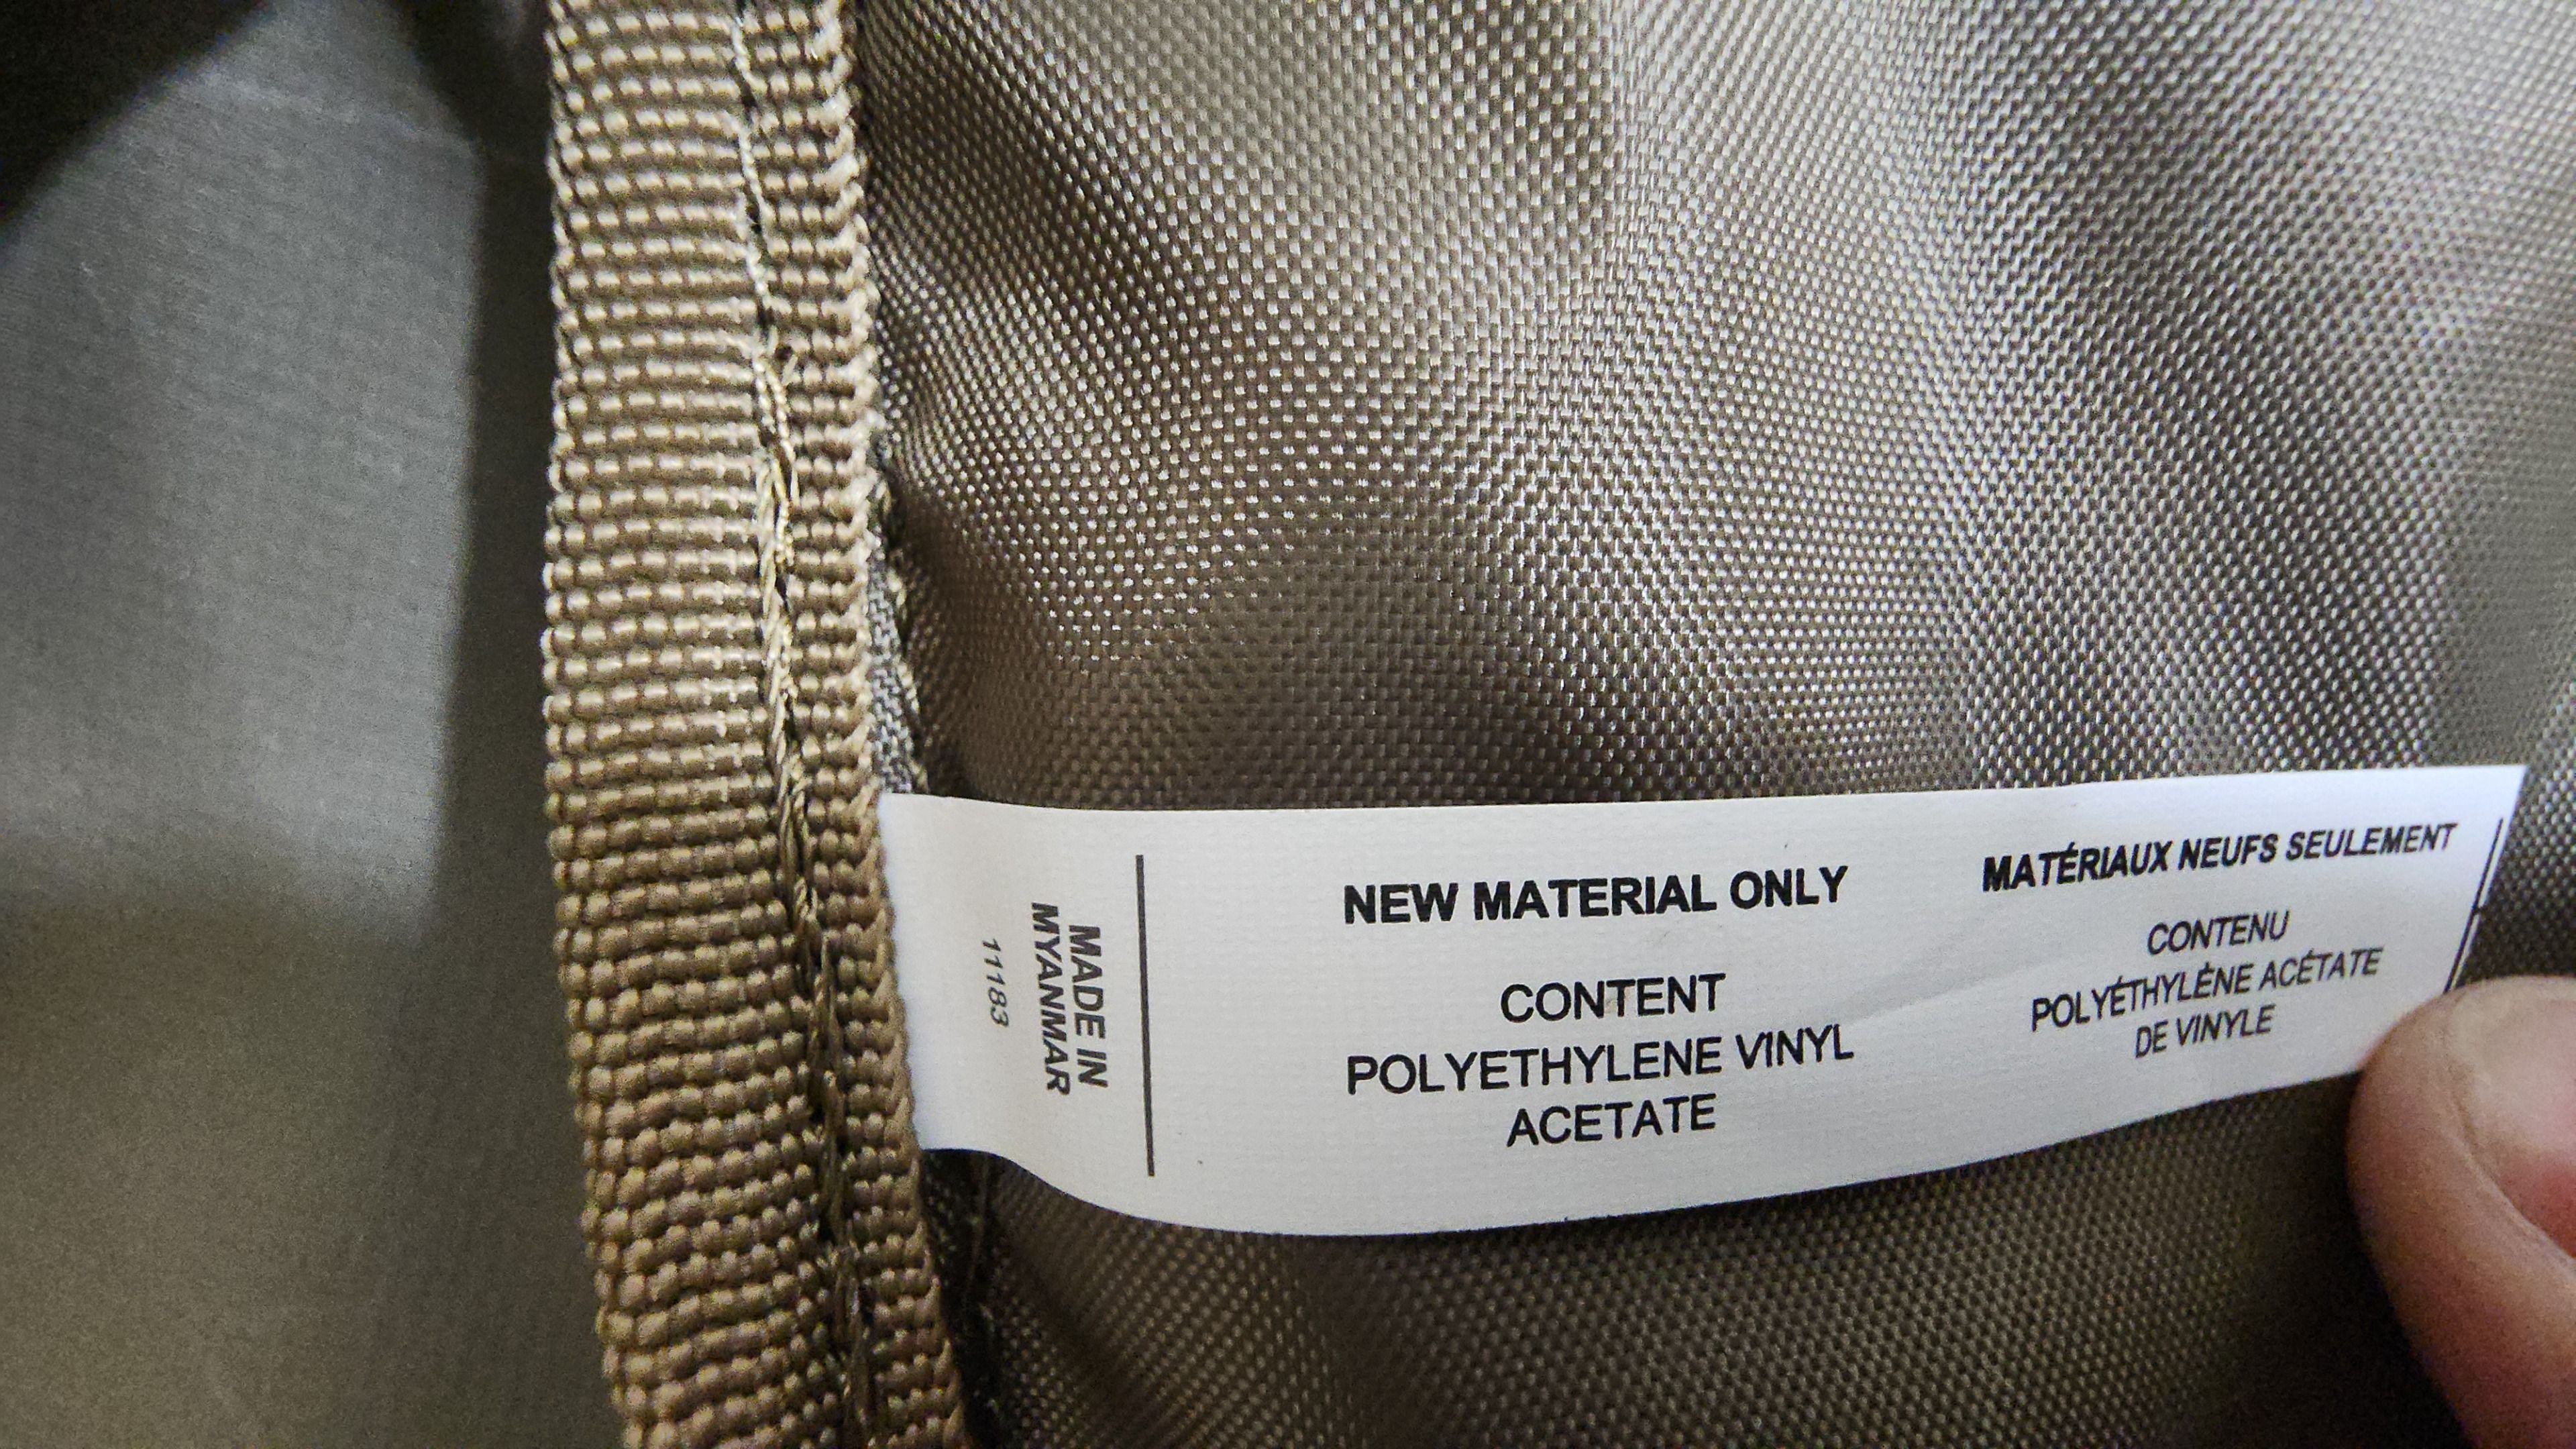 MADE IN
MYANMAR
11183
NEW MATERIAL ONLY
CONTENT
POLYETHYLENE VINYL
ACETATE
MATÉRIAUX NEUFS SEULEMENT
CONTENU
POLYÉTHYLÈNE ACÉTATE
DE VINYLE